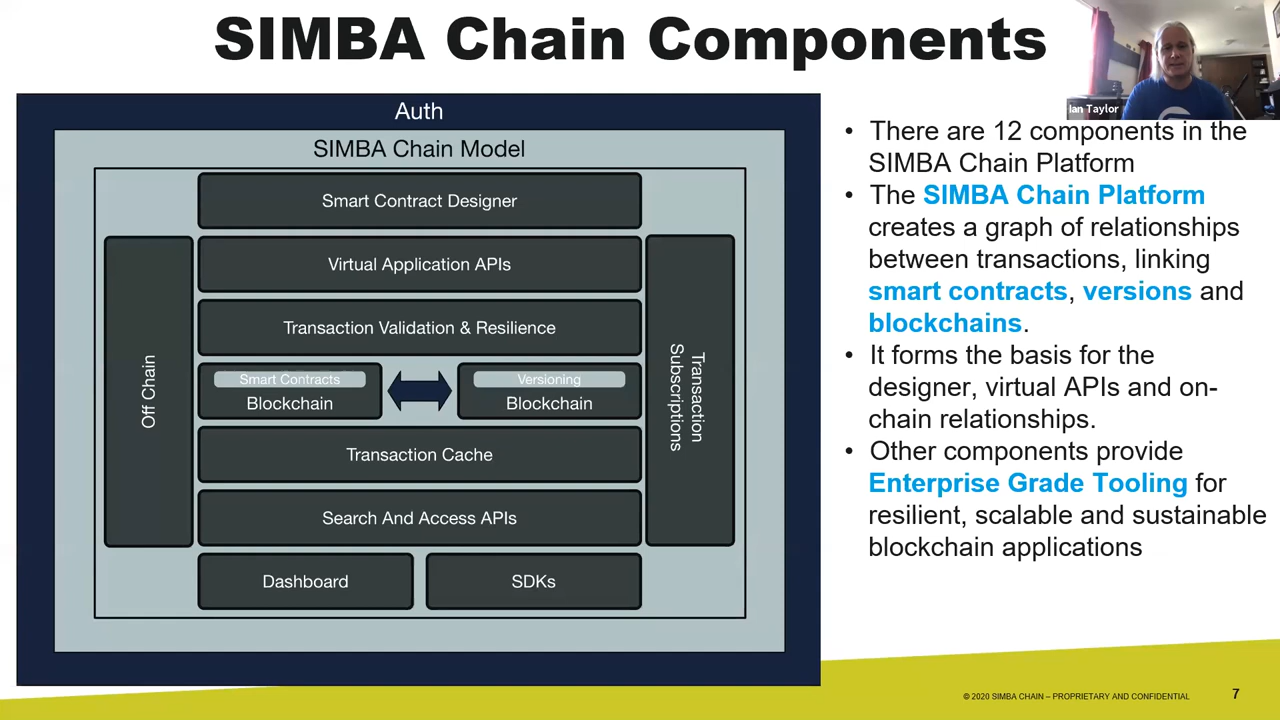 SIMBA Chain Components
Ian Taylor
Auth
SIMBA Chain Model
Smart Contract Designer
Virtual Application APIs
Transaction Validation & Resilience
Off Chain
Smart Contracts
Blockchain
Versioning
Blockchain
Transaction
Subscriptions
Transaction Cache
Search And Access APIs
Dashboard
SDKs
• There are 12 components in the
SIMBA Chain Platform
• The SIMBA Chain Platform
creates a graph of relationships
between transactions, linking
smart contracts, versions and
blockchains.
• It forms the basis for the
designer, virtual APIs and on-
chain relationships.
• Other components provide
Enterprise Grade Tooling for
resilient, scalable and sustainable
blockchain applications
© 2020 SIMBA CHAIN – PROPRIETARY AND CONFIDENTIAL
7